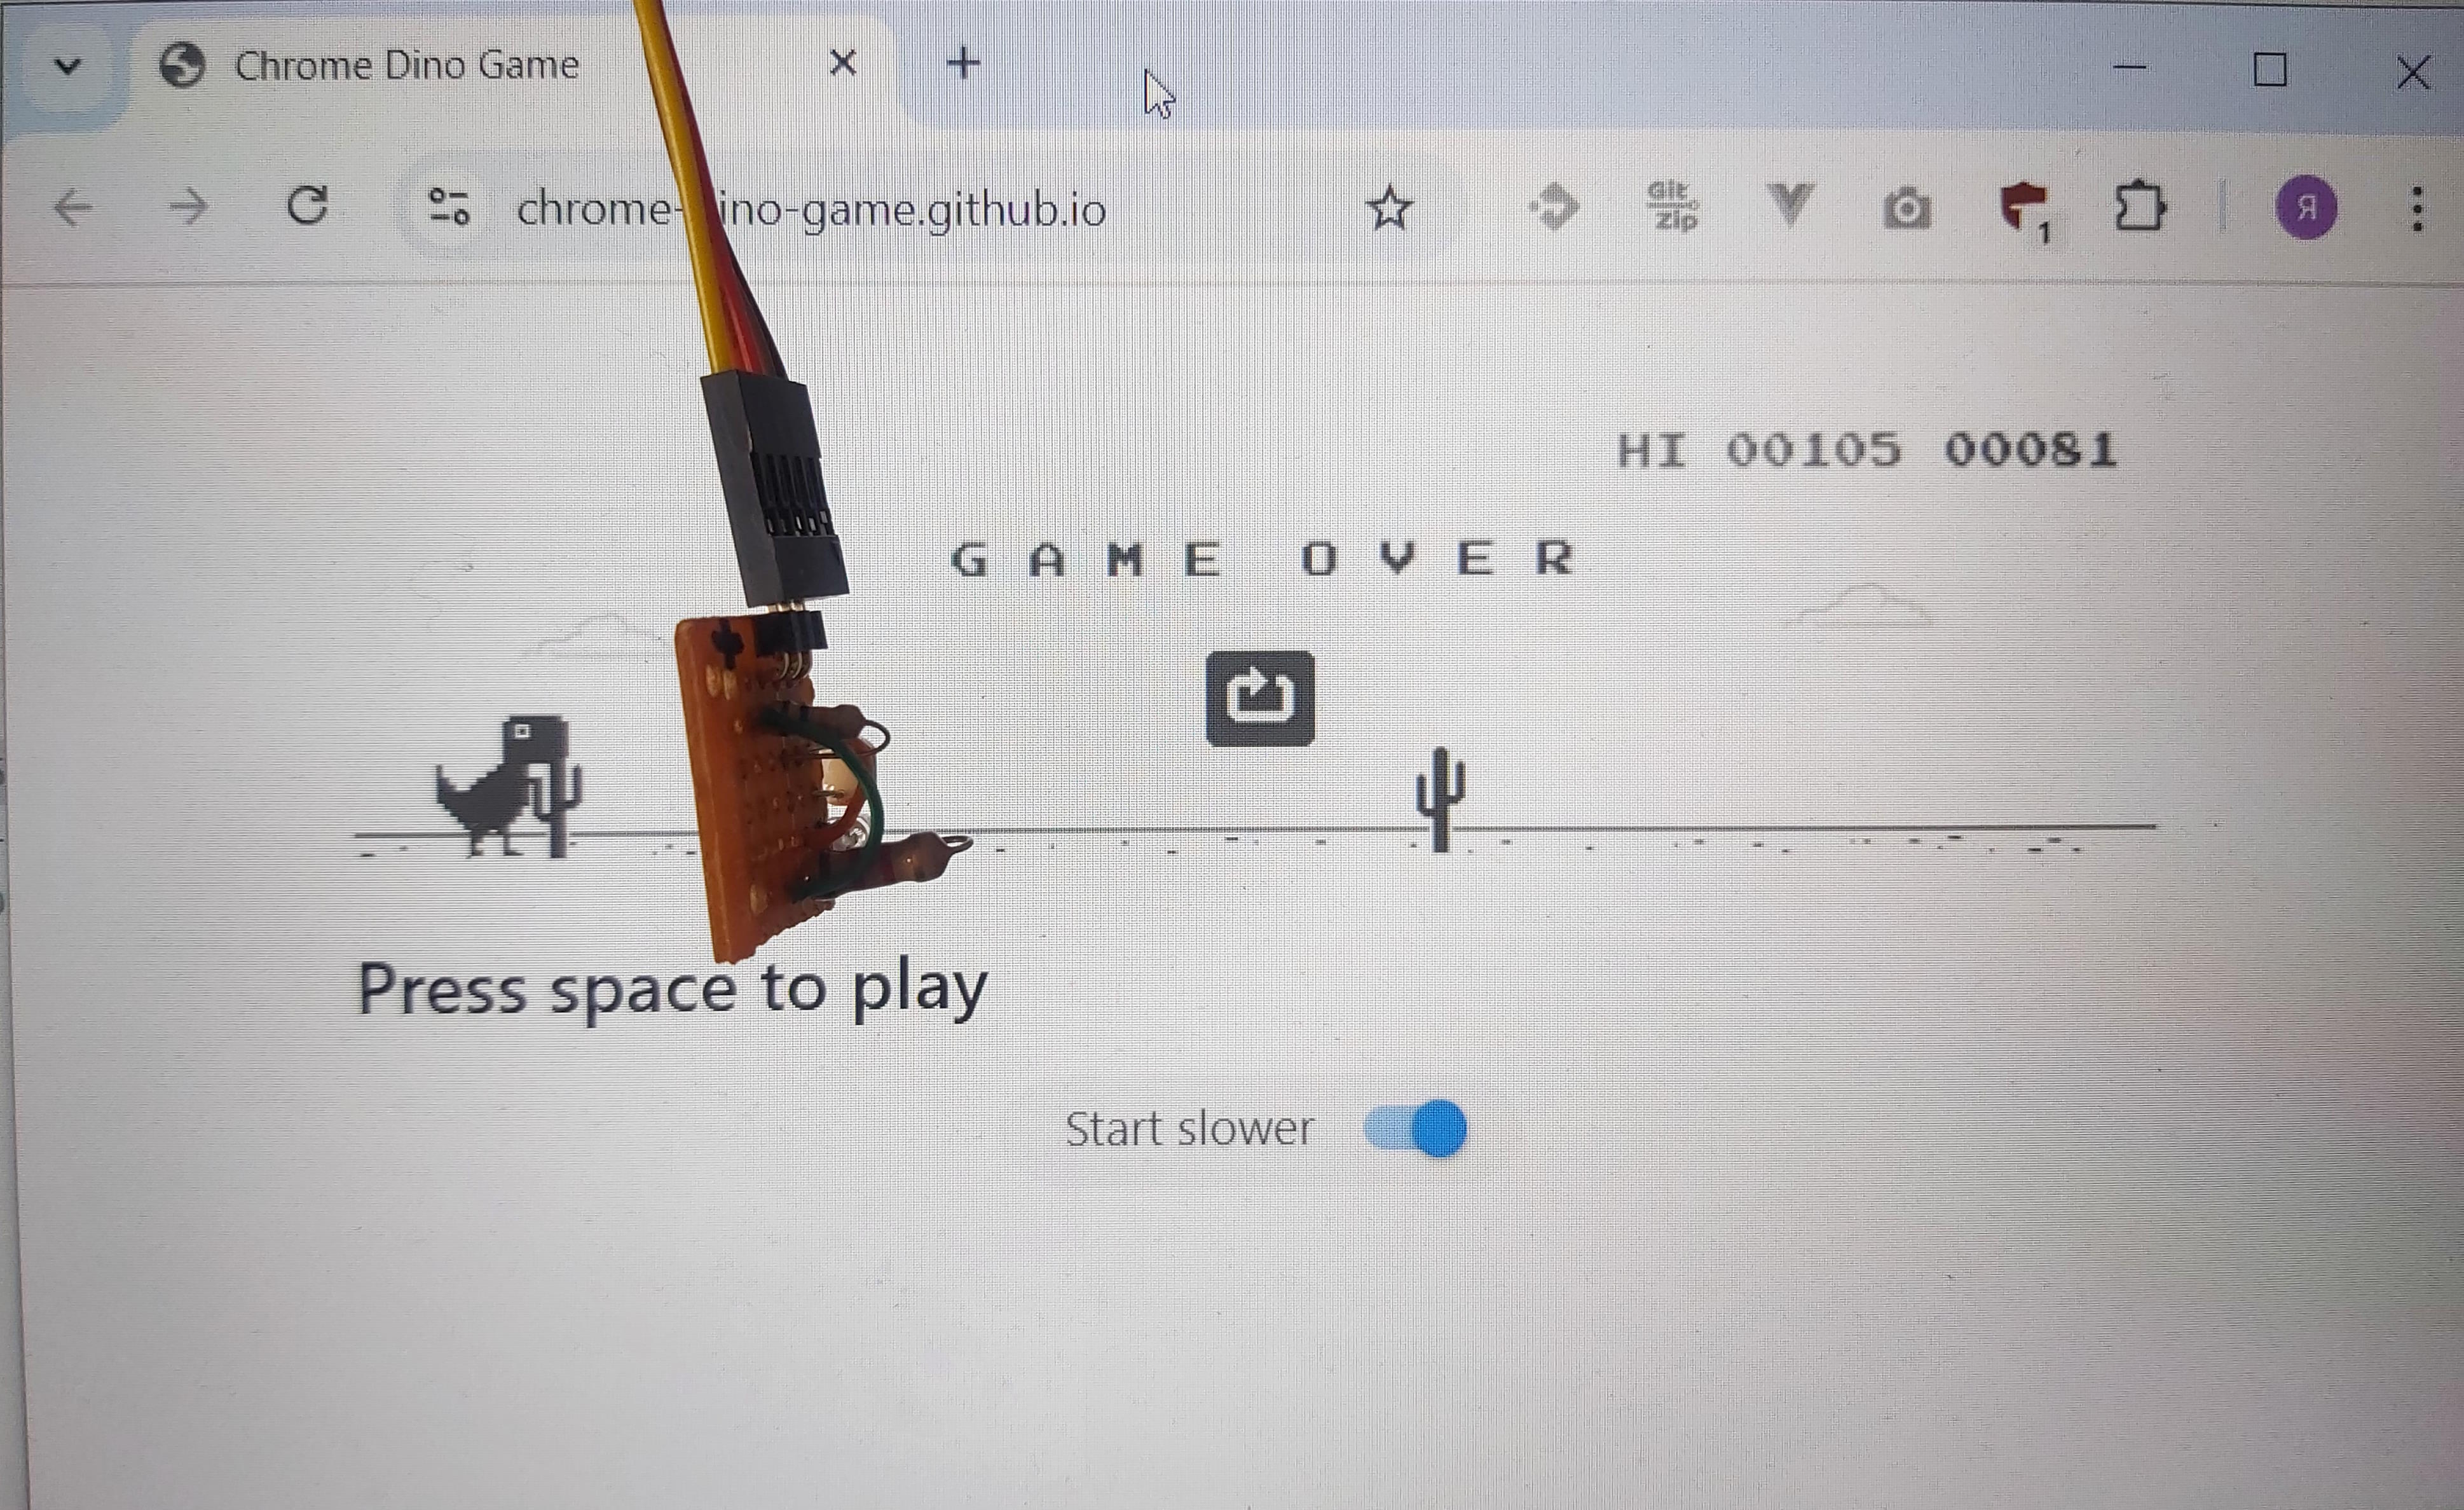 Chrome Dino Game
chrome- ino-game.github.io
Git
zip
1
Я
HI 00105 00081
GAME OVER
Press space to play
Start slower